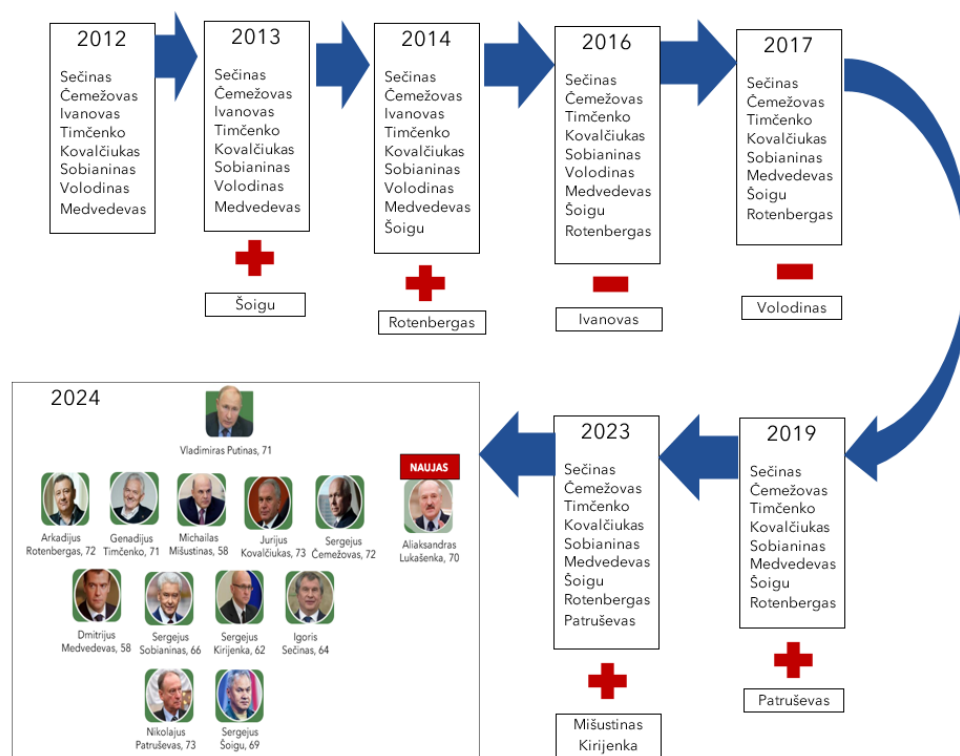 2012
Sečinas
Čemežovas
Ivanovas
Timčenko
Kovalčiukas
Sobianinas
Volodinas
Medvedevas
2013
Sečinas
Čemežovas
Ivanovas
Timčenko
Kovalčiukas
Sobianinas
Volodinas
Medvedevas
Šoigu
2014
Sečinas
Čemežovas
Ivanovas
Timčenko
Kovalčiukas
Sobianinas
Volodinas
Medvedevas
Šoigu
Rotenbergas
2016
Sečinas
Čemežovas
Timčenko
Kovalčiukas
Sobianinas
Volodinas
Medvedevas
Šoigu
Rotenbergas
Ivanovas
2017
Sečinas
Čemežovas
Timčenko
Kovalčiukas
Sobianinas
Medvedevas
Šoigu
Rotenbergas
Volodinas
2019
Sečinas
Čemežovas
Timčenko
Kovalčiukas
Sobianinas
Medvedevas
Šoigu
Rotenbergas
Patruševas
2023
Sečinas
Čemežovas
Timčenko
Kovalčiukas
Sobianinas
Medvedevas
Šoigu
Rotenbergas
Patruševas
Mišustinas
Kirijenka
2024
Vladimiras Putinas, 71
NAUJAS
Arkadijus
Rotenbergas, 72
Genadijus
Timčenko, 71
Michailas
Mišustinas, 58
Jurijus
Kovalčiukas, 73
Sergejus
Čemežovas, 72
Aliaksandras
Lukašenka, 70
Dmitrijus
Medvedevas, 58
Sergejus
Sobianinas, 66
Sergejus
Kirijenka, 62
Igoris
Sečinas, 64
Nikolajus
Patruševas, 73
Sergejus
Šoigu, 69